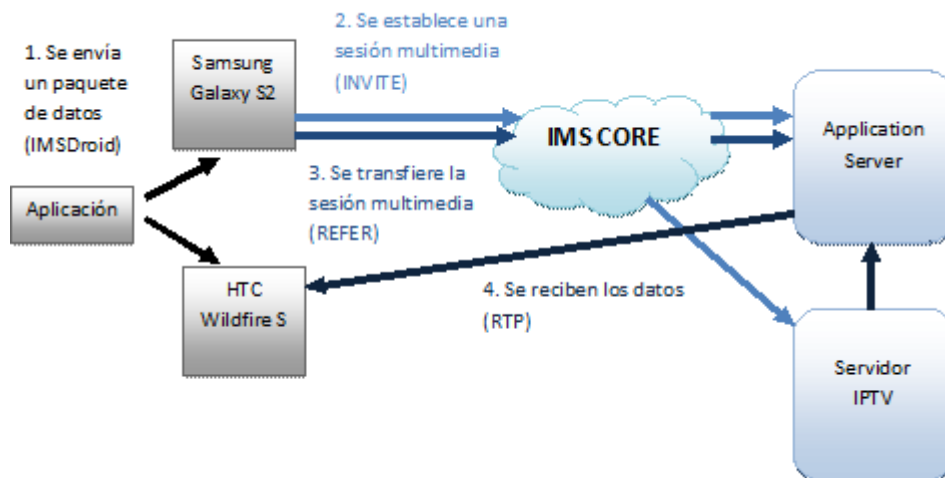 1. Se envía
un paquete
de datos
(IMSDroid)
Samsung
Galaxy S2
2. Se establece una
sesión multimedia
(INVITE)
IMS CORE
Application
Server
Aplicación
3. Se transfiere la
sesión multimedia
(REFER)
HTC
Wildfire S
4. Se reciben los datos
(RTP)
Servidor
IPTV